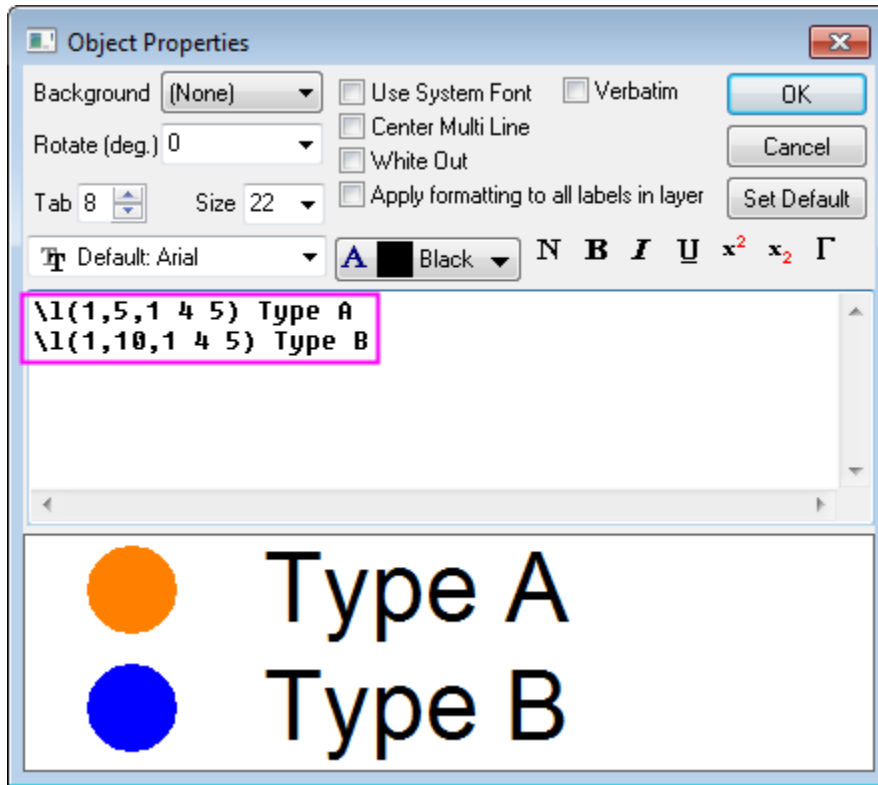 Object Properties
Background (None) Use System Font Verbatim OK
Center Multi Line
Rotate (deg.) 0 White Out Cancel
Tab 8 Size 22 Apply formatting to all labels in layer Set Default
Default: Arial A Black N B I U x² x₂ Γ
\l(1,5,1 4 5) Type A
\l(1,10,1 4 5) Type B
Type A
Type B